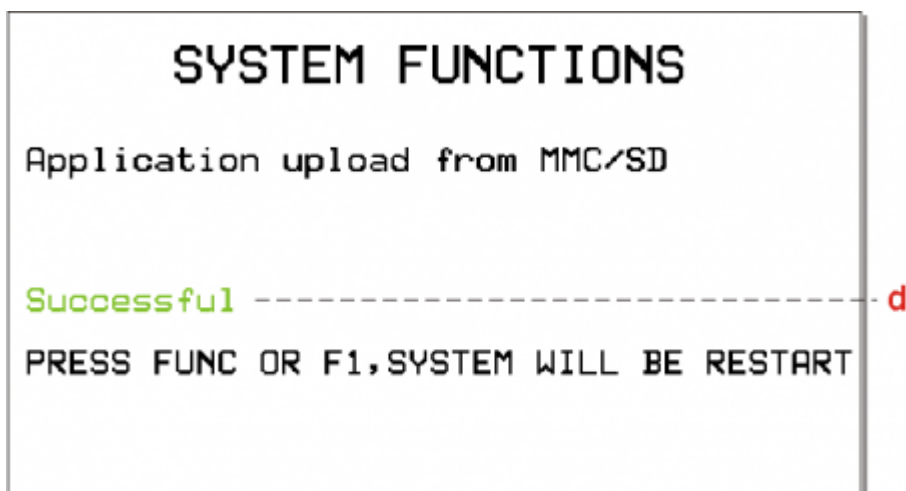 SYSTEM FUNCTIONS
Application upload from MMC/SD
Successful
d
PRESS FUNC OR F1,SYSTEM WILL BE RESTART